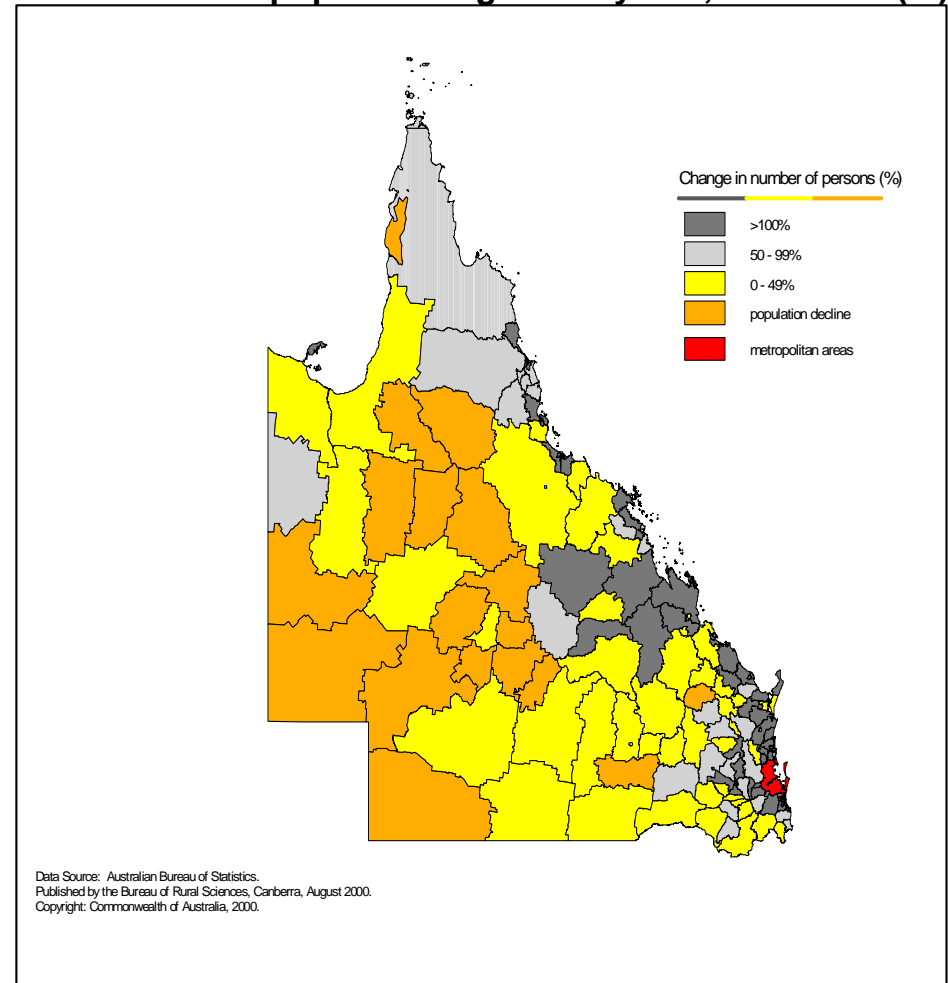 Change in number of persons (%)
>100%
50 - 99%
0 - 49%
population decline
metropolitan areas
Data Source: Australian Bureau of Statistics.
Published by the Bureau of Rural Sciences, Canberra, August 2000.
Copyright: Commonwealth of Australia, 2000.